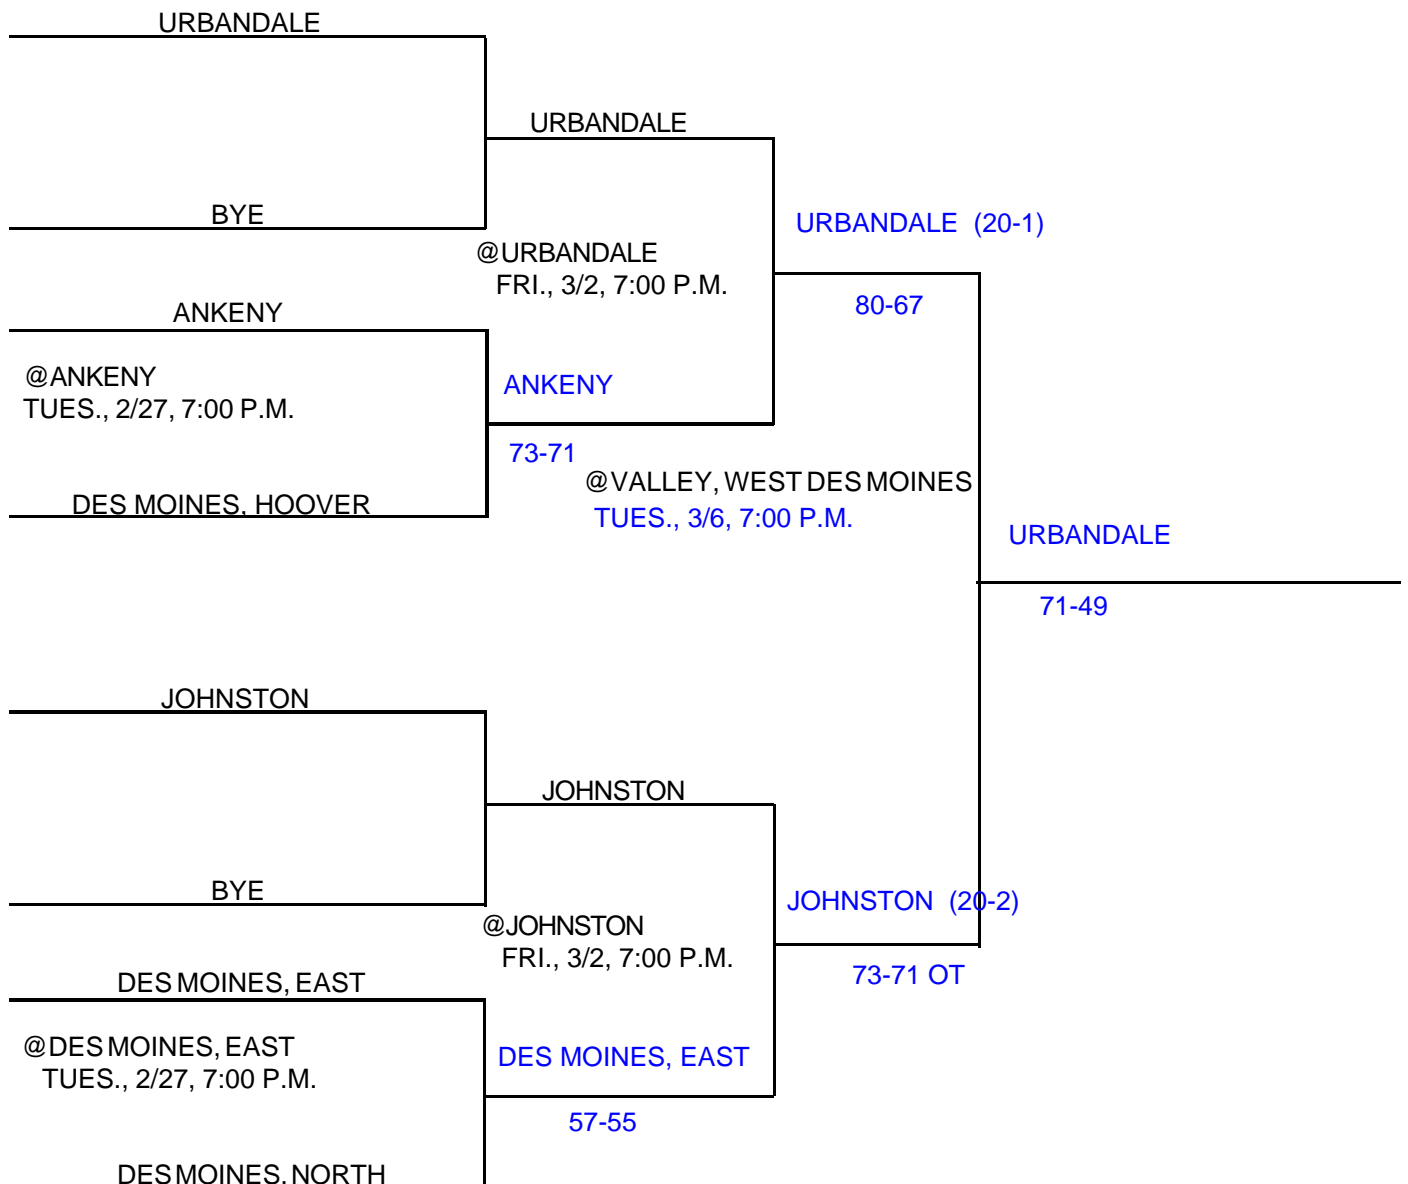 URBANDALE
URBANDALE
BYE
URBANDALE (20-1)
@URBANDALE
FRI., 3/2, 7:00 P.M.
80-67
ANKENY
@ANKENY
TUES., 2/27, 7:00 P.M.
ANKENY
73-71
@VALLEY, WEST DES MOINES
TUES., 3/6, 7:00 P.M.
DES MOINES, HOOVER
URBANDALE
71-49
JOHNSTON
JOHNSTON
BYE
JOHNSTON (20-2)
@JOHNSTON
FRI., 3/2, 7:00 P.M.
73-71 OT
DES MOINES, EAST
@DES MOINES, EAST
TUES., 2/27, 7:00 P.M.
DES MOINES, EAST
57-55
DES MOINES, NORTH